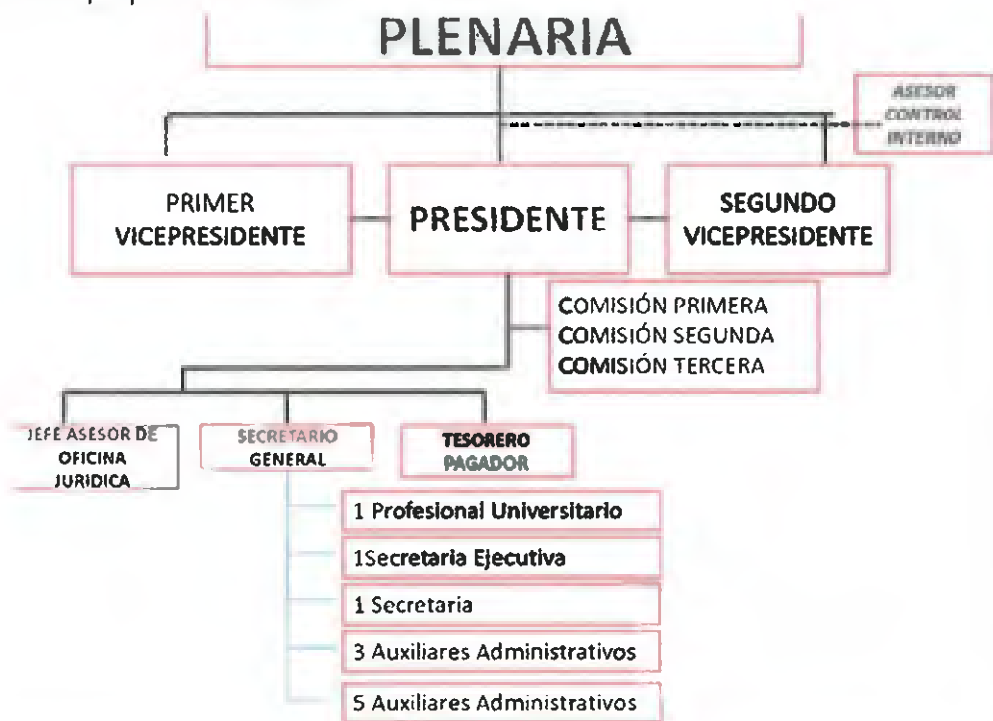 PLENARIA
ASESOR
CONTROL
INTERNO
PRIMER
VICEPRESIDENTE
PRESIDENTE
SEGUNDO
VICEPRESIDENTE
COMISIÓN PRIMERA
COMISIÓN SEGUNDA
COMISIÓN TERCERA
JEFE ASESOR DE
OFICINA
JURIDICA
SECRETARIO
GENERAL
TESORERO
PAGADOR
1 Profesional Universitario
1Secretaria Ejecutiva
1 Secretaria
3 Auxiliares Administrativos
5 Auxiliares Administrativos